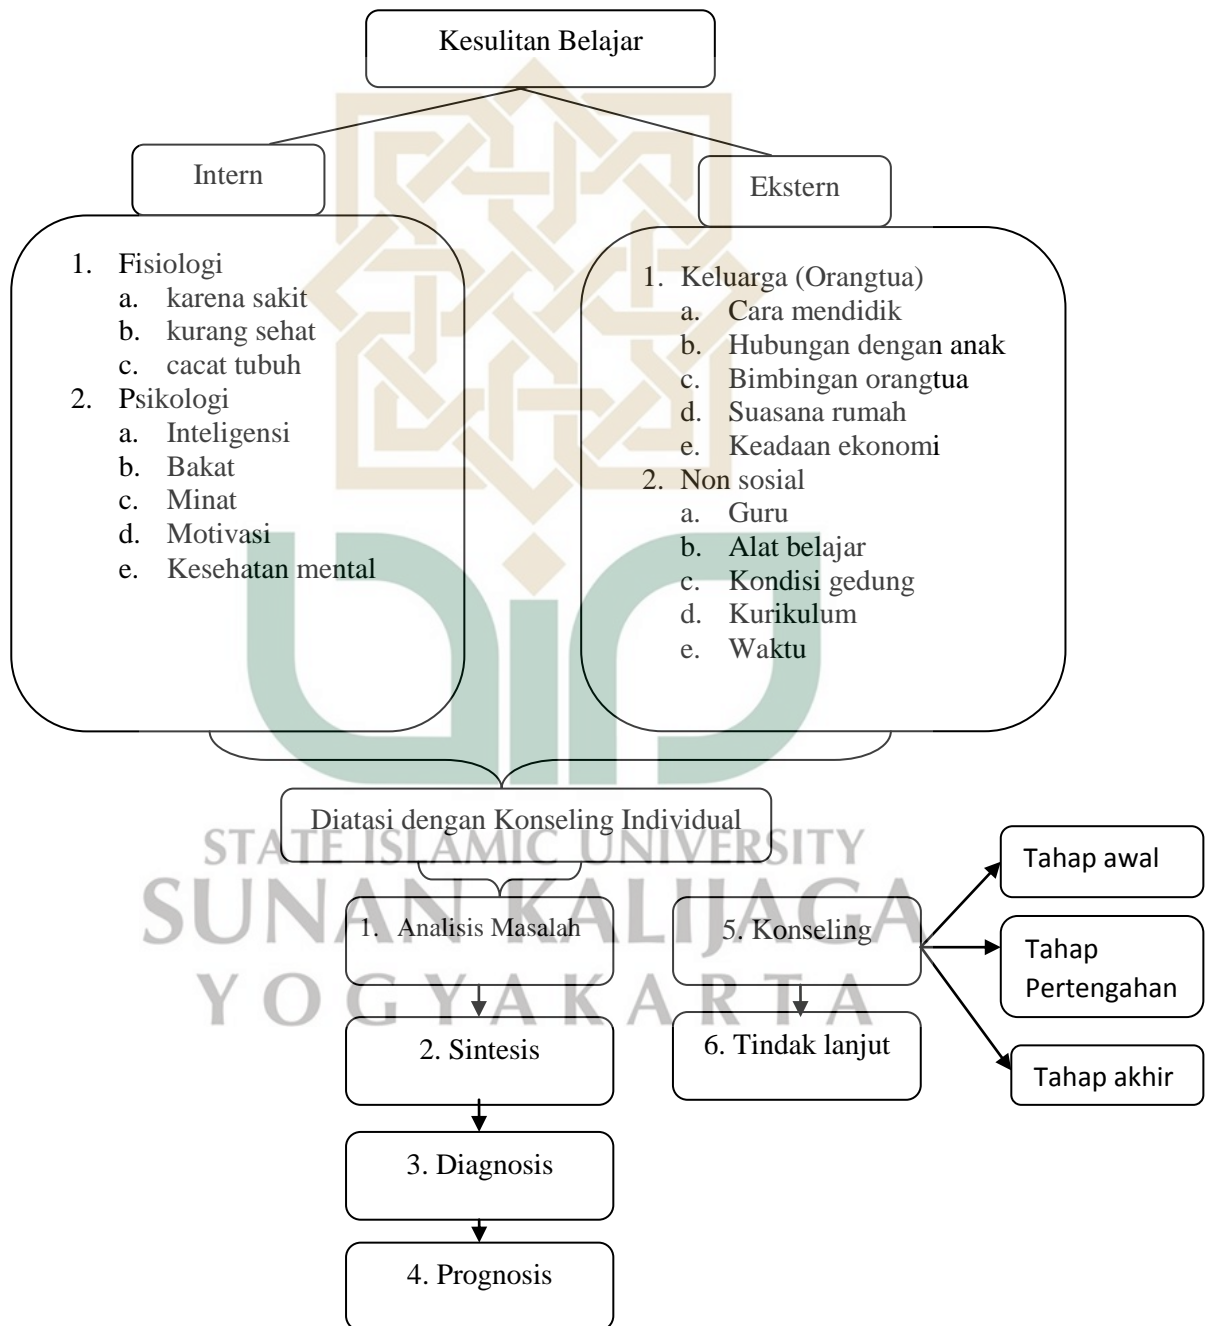 Kesulitan Belajar
Intern
Ekstern
1. Fisiologi
a. karena sakit
b. kurang sehat
c. cacat tubuh
2. Psikologi
a. Inteligensi
b. Bakat
c. Minat
d. Motivasi
e. Kesehatan mental
1. Keluarga (Orangtua)
a. Cara mendidik
b. Hubungan dengan anak
c. Bimbingan orangtua
d. Suasana rumah
e. Keadaan ekonomi
2. Non sosial
a. Guru
b. Alat belajar
c. Kondisi gedung
d. Kurikulum
e. Waktu
Diatasi dengan Konseling Individual
STATE ISLAMIC UNIVERSITY
SUNAN KALIJAGA
YOGYAKARTA
1. Analisis Masalah
2. Sintesis
3. Diagnosis
4. Prognosis
5. Konseling
6. Tindak lanjut
Tahap awal
Tahap
Pertengahan
Tahap akhir